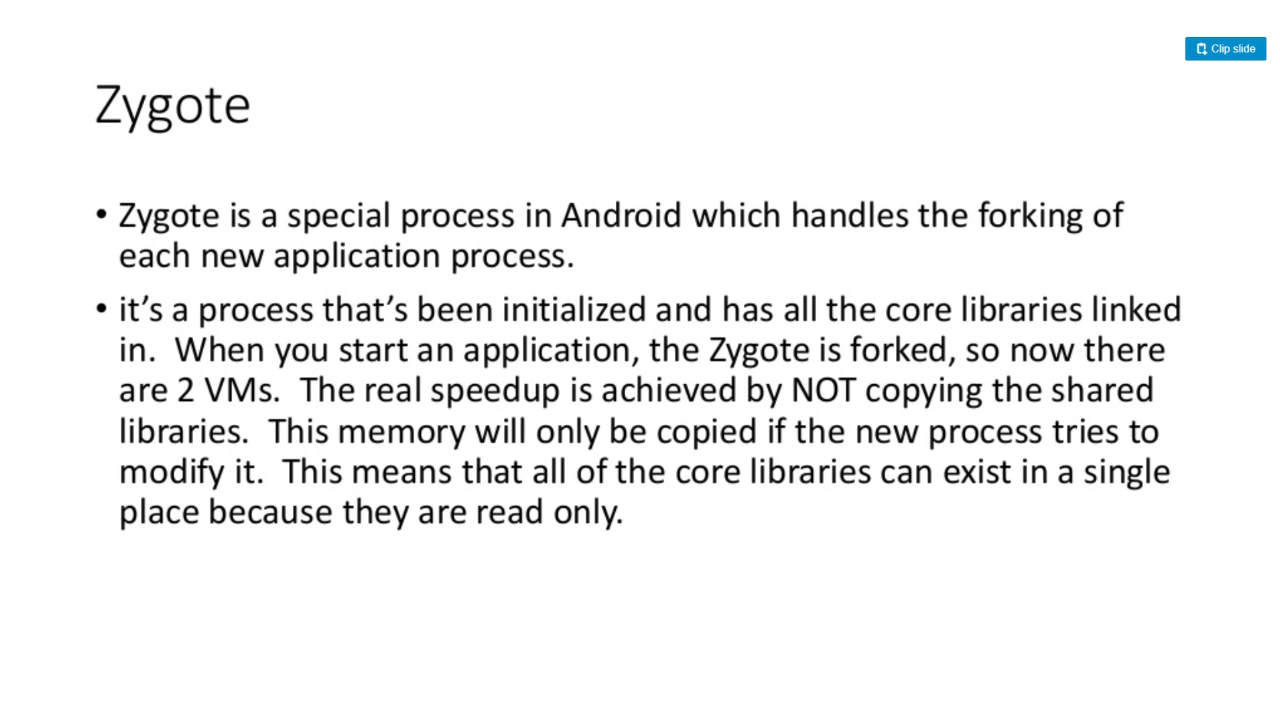 Clip slide
Zygote
• Zygote is a special process in Android which handles the forking of
each new application process.
• it’s a process that’s been initialized and has all the core libraries linked
in.  When you start an application, the Zygote is forked, so now there
are 2 VMs.  The real speedup is achieved by NOT copying the shared
libraries.  This memory will only be copied if the new process tries to
modify it.  This means that all of the core libraries can exist in a single
place because they are read only.